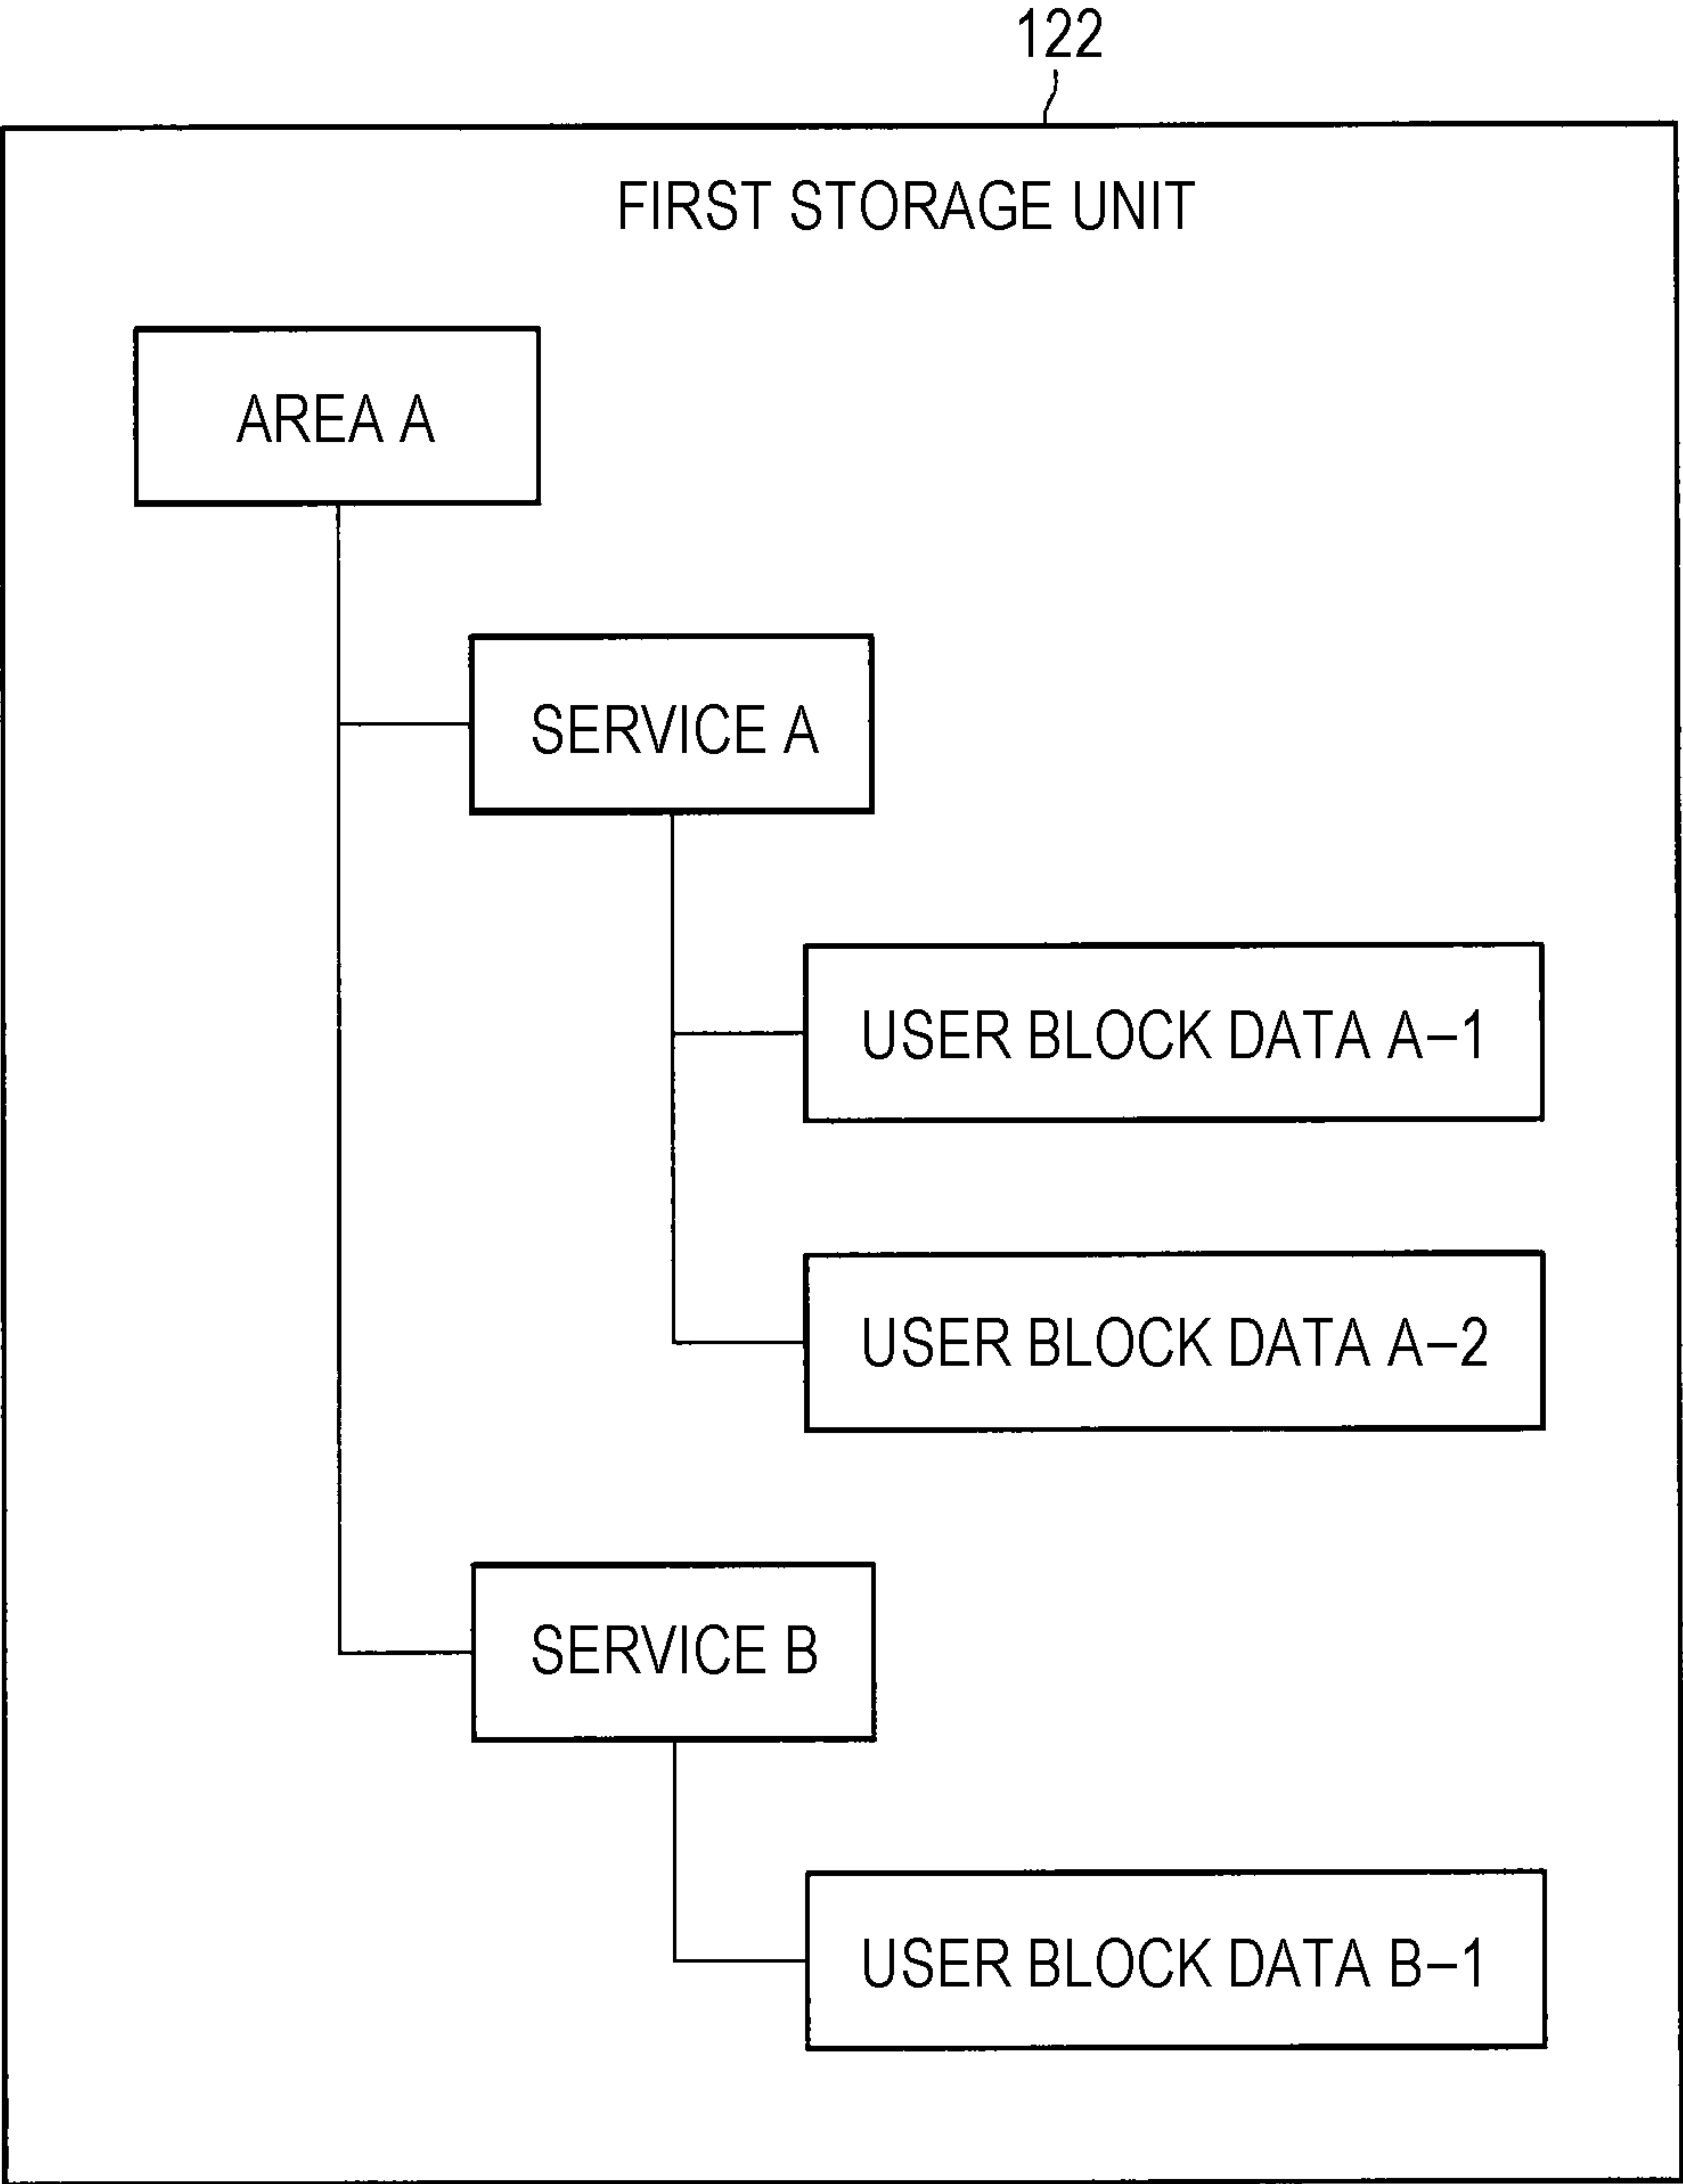 122
FIRST STORAGE UNIT
AREA A
SERVICE A
USER BLOCK DATA A-1
USER BLOCK DATA A-2
SERVICE B
USER BLOCK DATA B-1